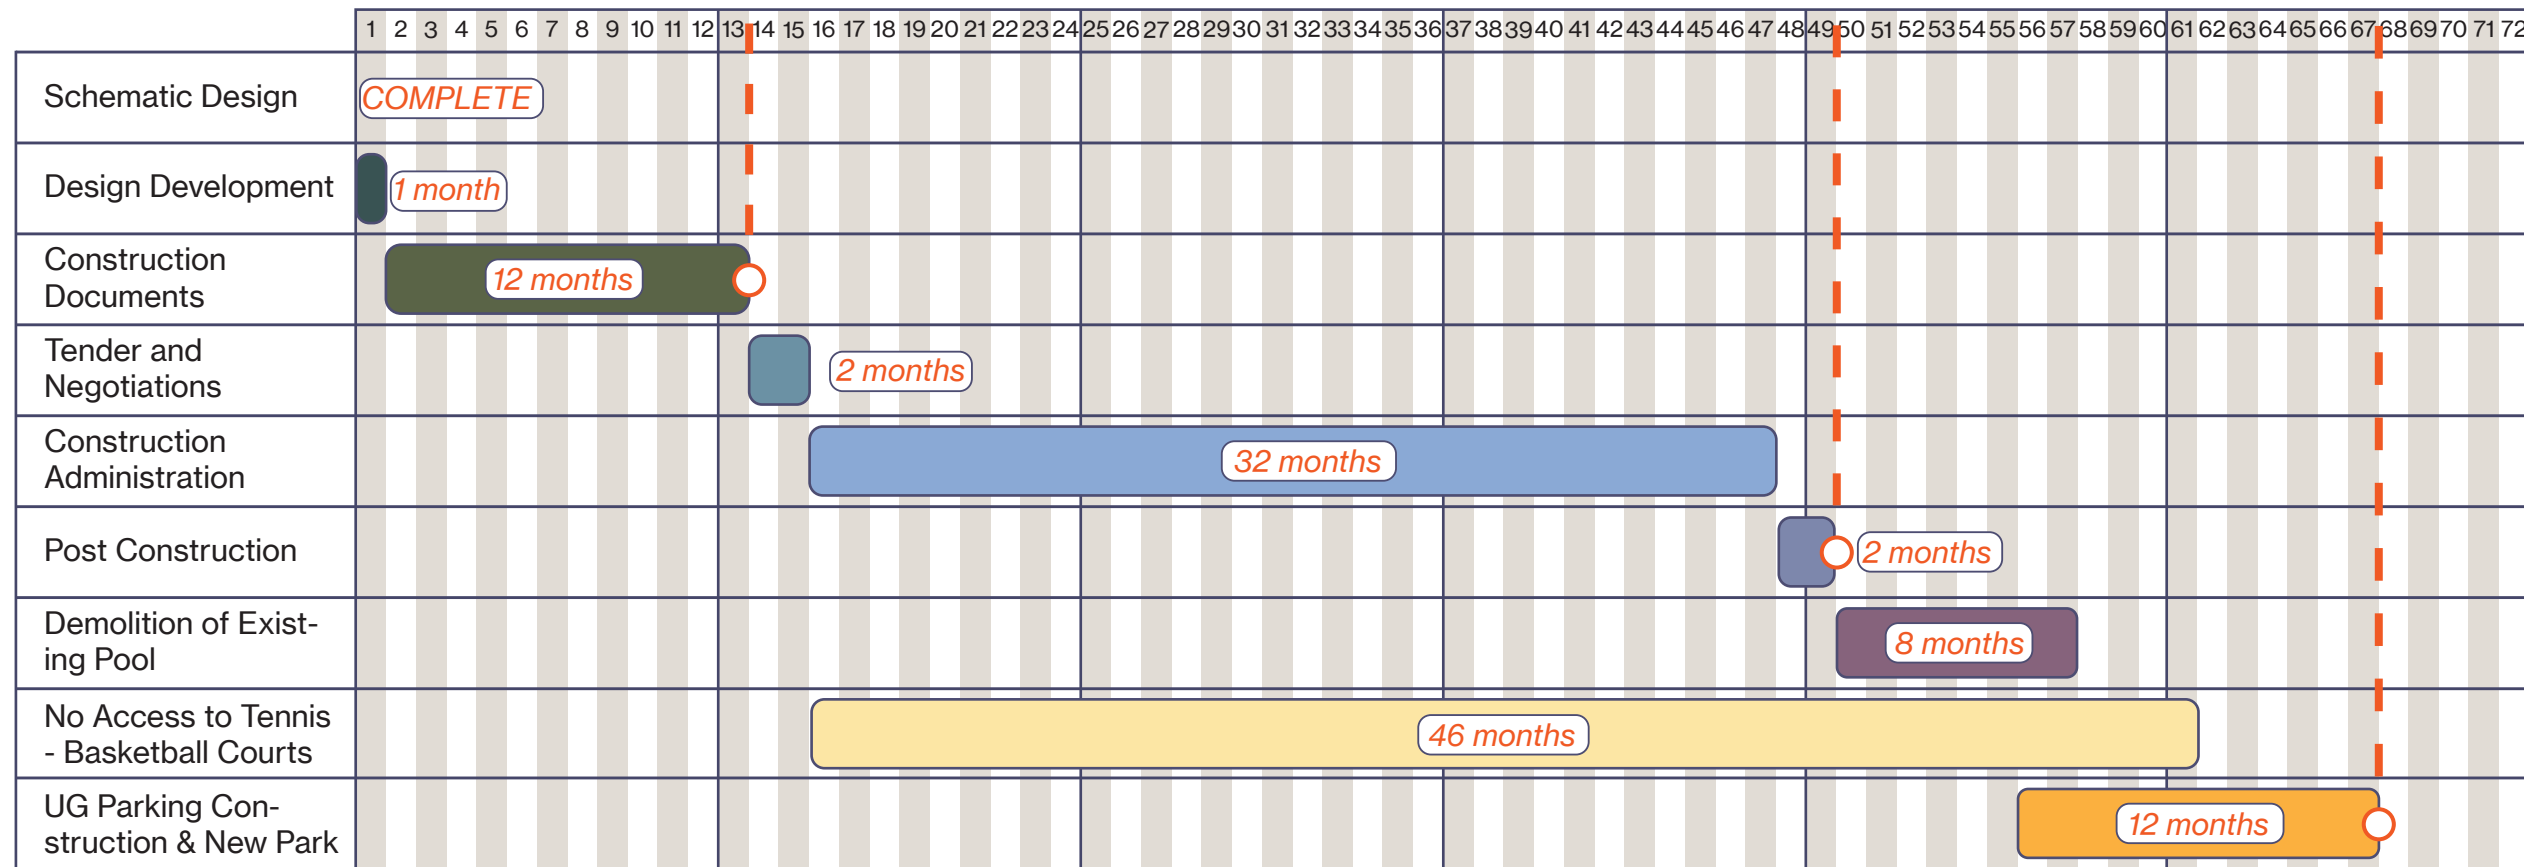 1 2 3 4 5 6 7 8 9 10 11 12 13 14 15 16 17 18 19 20 21 22 23 24 25 26 27 28 29 30 31 32 33 34 35 36 37 38 39 40 41 42 43 44 45 46 47 48 49 50 51 52 53 54 55 56 57 58 59 60 61 62 63 64 65 66 67 68 69 70 71 72
Schematic Design
COMPLETE
Design Development
1 month
Construction
Documents
12 months
Tender and
Negotiations
2 months
Construction
Administration
32 months
Post Construction
2 months
Demolition of Exist-
ing Pool
8 months
No Access to Tennis
- Basketball Courts
46 months
UG Parking Con-
struction & New Park
12 months